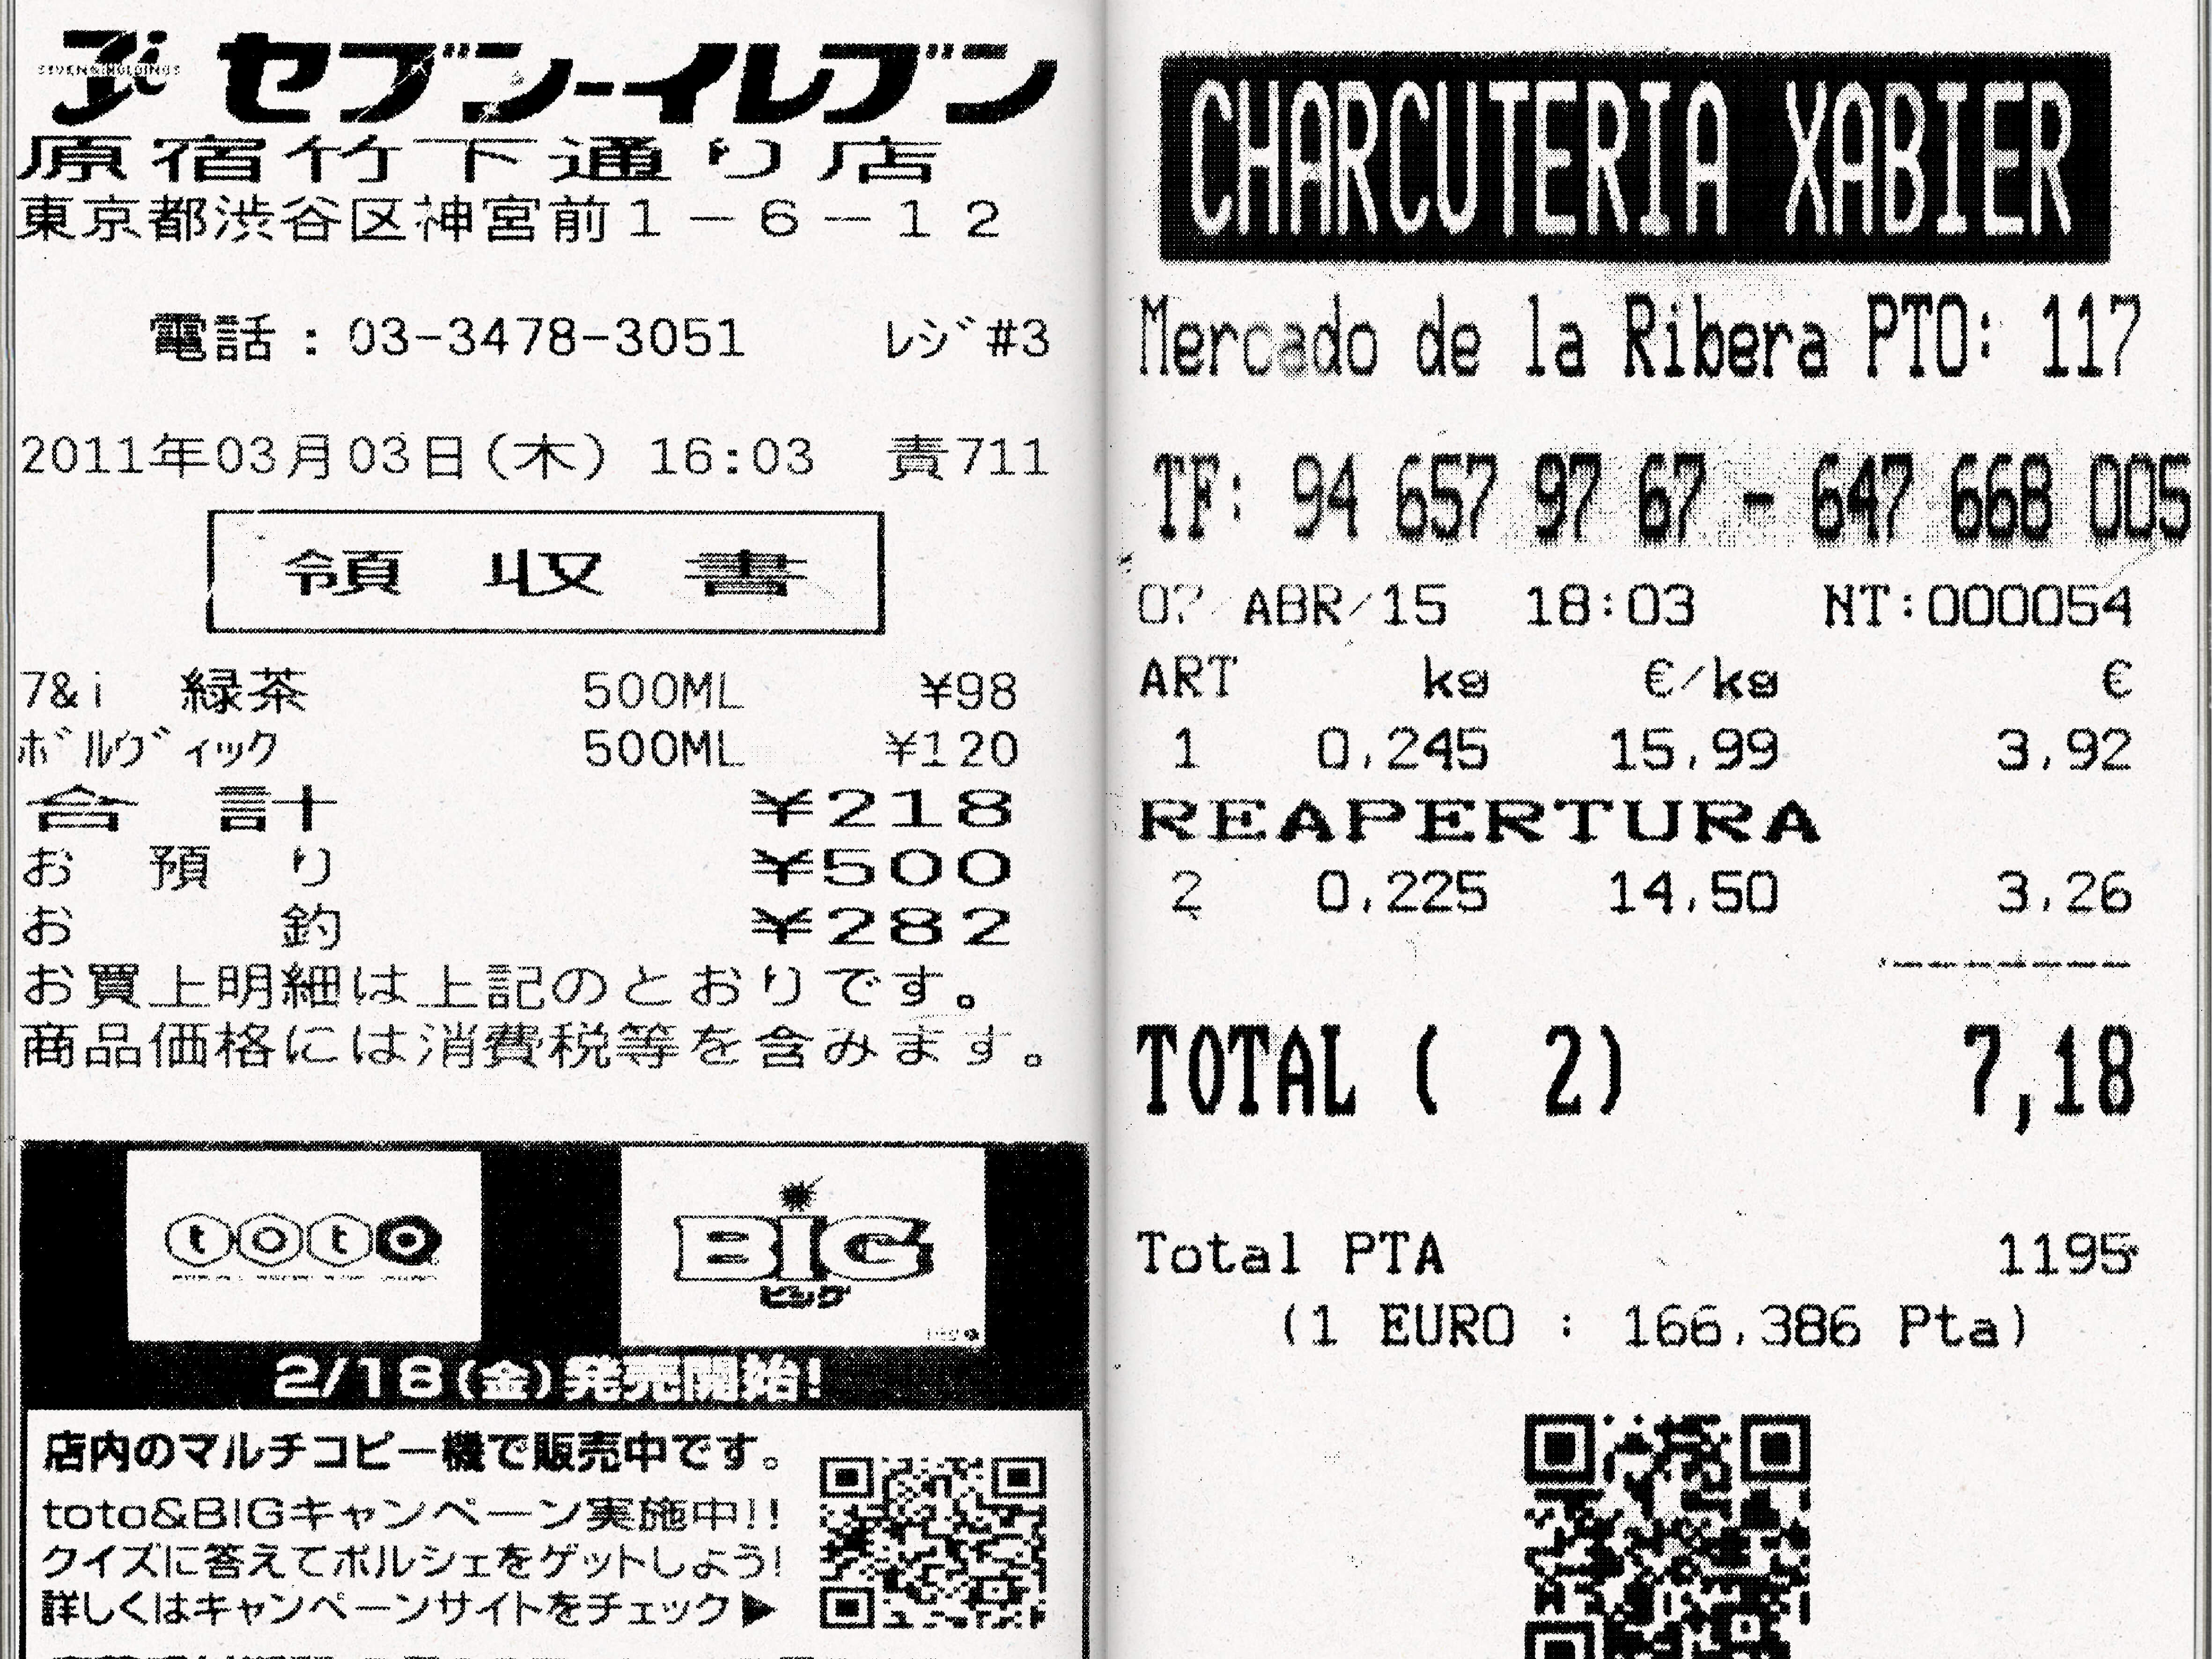 SEVEN&iHOLDINGS
セブン-イレブン
原宿竹下通り店
東京都渋谷区神宮前1－6－12
電話：03-3478-3051 ﾚｼﾞ#3
2011年03月03日(木) 16:03 責711
領収書
7&i 緑茶 500ML ¥98
ﾎﾞﾙｳﾞｨｯｸ 500ML ¥120
合計 ¥218
お預り ¥500
お釣 ¥282
お買上明細は上記のとおりです。
商品価格には消費税等を含みます。
toto
BIG
ビッグ
2/18(金)発売開始!
店内のマルチコピー機で販売中です。
toto&BIGキャンペーン実施中!!
クイズに答えてポルシェをゲットしよう!
詳しくはキャンペーンサイトをチェック▶
CHARCUTERIA XABIER
Mercado de la Ribera PTO: 117
TF: 94 657 97 67 - 647 668 005
07/ABR/15 18:03 NT:000054
ART kg €/kg €
1 0,245 15,99 3,92
REAPERTURA
2 0,225 14,50 3,26
--------
TOTAL ( 2) 7,18
Total PTA 1195
(1 EURO : 166,386 Pta)